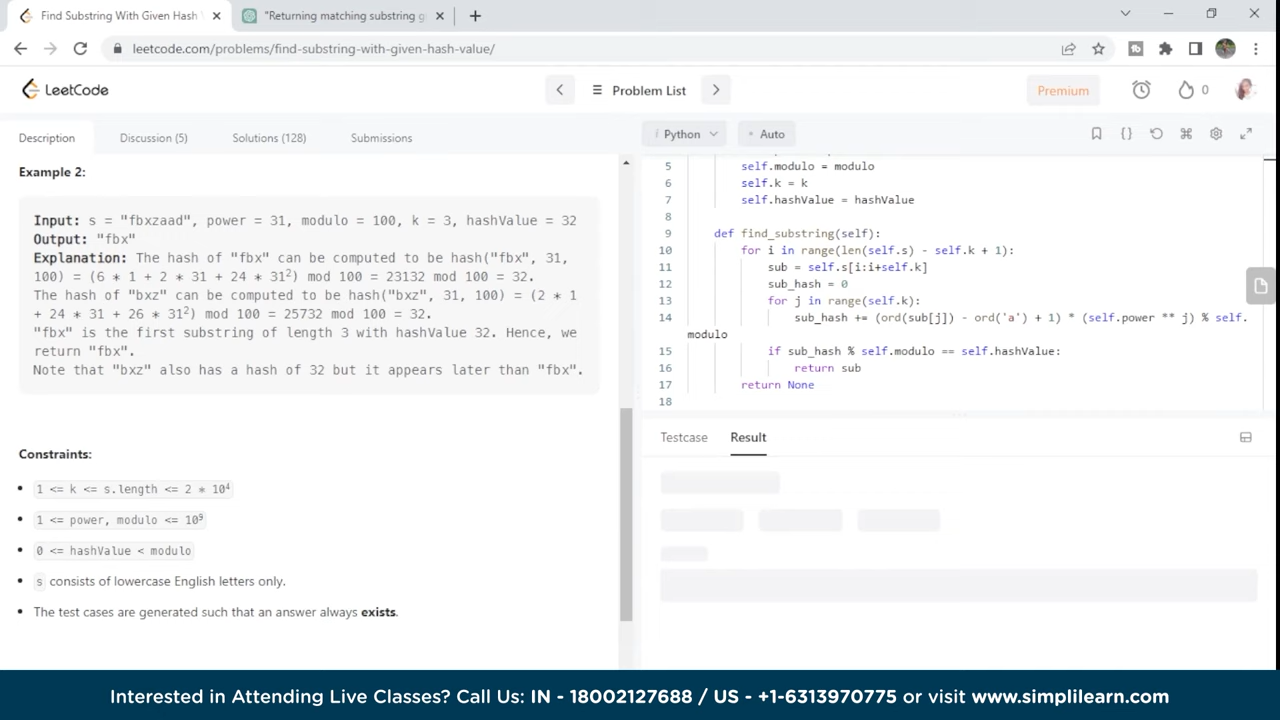 Find Substring With Given Hash
"Returning matching substring g
leetcode.com/problems/find-substring-with-given-hash-value/
LeetCode
Problem List
Premium
0
Description
Discussion (5)
Solutions (128)
Submissions
i Python
Auto
Example 2:
Input: s = "fbxzaad", power = 31, modulo = 100, k = 3, hashValue = 32
Output: "fbx"
Explanation: The hash of "fbx" can be computed to be hash("fbx", 31,
100) = (6 * 1 + 2 * 31 + 24 * 31²) mod 100 = 23132 mod 100 = 32.
The hash of "bxz" can be computed to be hash("bxz", 31, 100) = (2 * 1
+ 24 * 31 + 26 * 31²) mod 100 = 25732 mod 100 = 32.
"fbx" is the first substring of length 3 with hashValue 32. Hence, we
return "fbx".
Note that "bxz" also has a hash of 32 but it appears later than "fbx".
Constraints:
1 <= k <= s.length <= 2 * 10⁴
1 <= power, modulo <= 10⁹
0 <= hashValue < modulo
s consists of lowercase English letters only.
The test cases are generated such that an answer always exists.
5 self.modulo = modulo
6 self.k = k
7 self.hashValue = hashValue
8
9 def find_substring(self):
10 for i in range(len(self.s) - self.k + 1):
11 sub = self.s[i:i+self.k]
12 sub_hash = 0
13 for j in range(self.k):
14 sub_hash += (ord(sub[j]) - ord('a') + 1) * (self.power ** j) % self.
modulo
15 if sub_hash % self.modulo == self.hashValue:
16 return sub
17 return None
18
Testcase
Result
Interested in Attending Live Classes? Call Us: IN - 18002127688 / US - +1-6313970775 or visit www.simplilearn.com